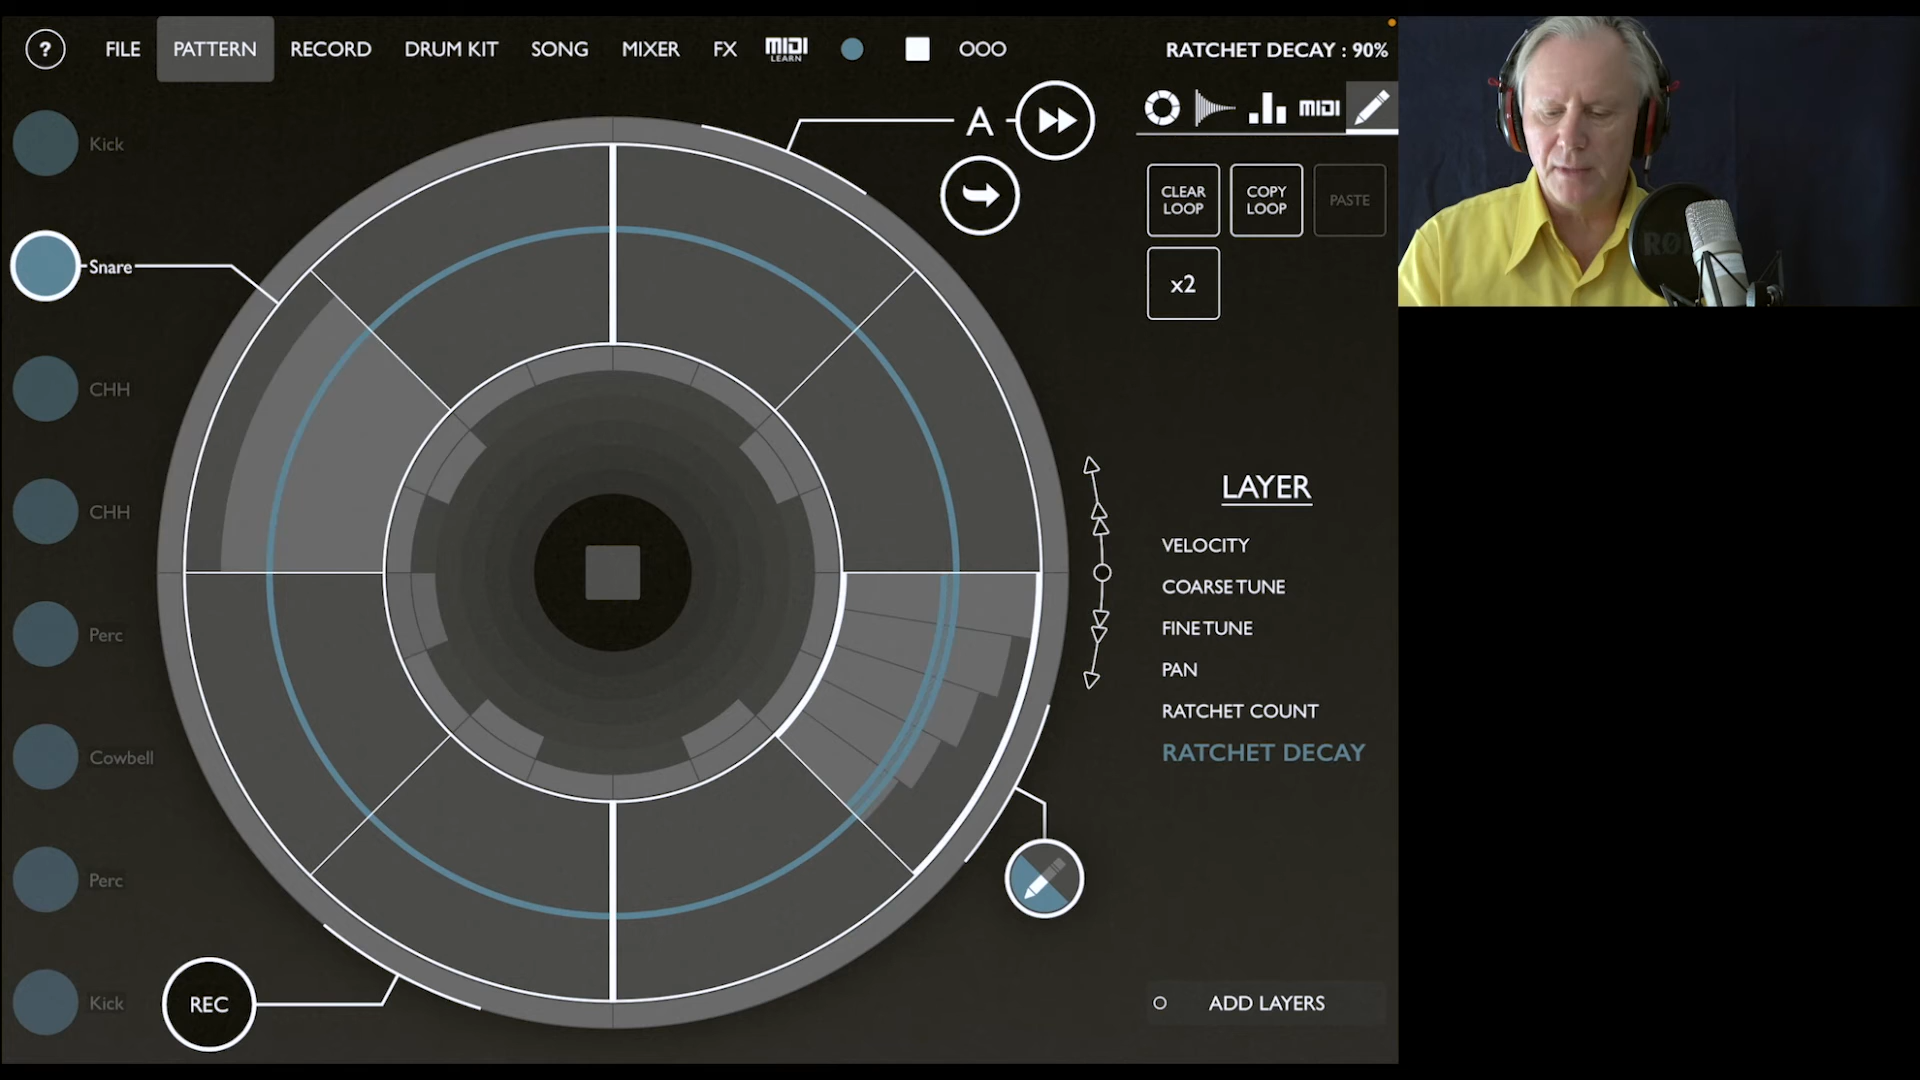 ?
FILE
PATTERN
RECORD
DRUM KIT
SONG
MIXER
FX
MIDI
LEARN
RATCHET DECAY : 90%
MIDI
Kick
A
CLEAR
LOOP
COPY
LOOP
PASTE
RØ
Snare
x2
CHH
LAYER
CHH
VELOCITY
COARSE TUNE
FINE TUNE
Perc
PAN
RATCHET COUNT
RATCHET DECAY
Cowbell
Perc
Kick
REC
ADD LAYERS